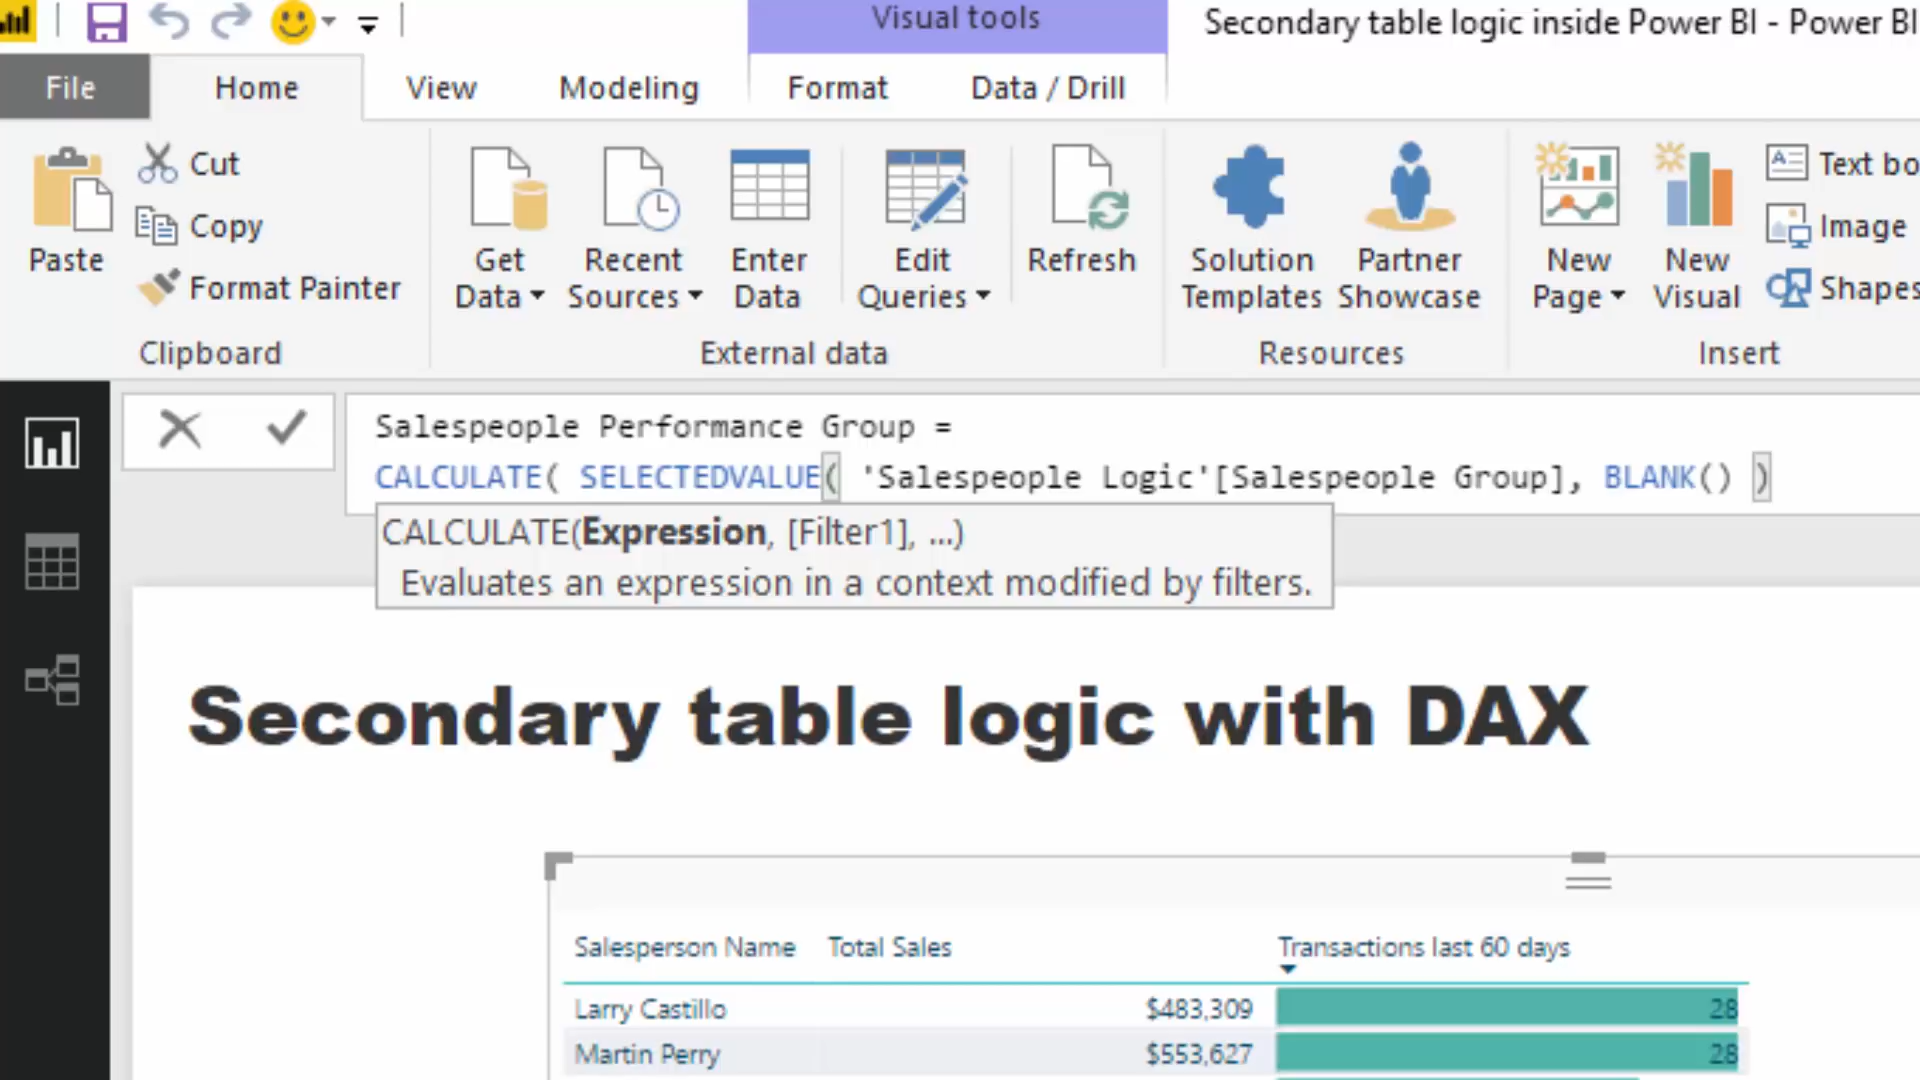 Visual tools
Secondary table logic inside Power BI - Power BI
File
Home
View
Modeling
Format
Data / Drill
Paste
Cut
Copy
Format Painter
Get
Data
Recent
Sources
Enter
Data
Edit
Queries
Refresh
Solution
Templates
Partner
Showcase
New
Page
New
Visual
Text bo
Image
Shapes
Clipboard
External data
Resources
Insert
Salespeople Performance Group =
CALCULATE( SELECTEDVALUE( 'Salespeople Logic'[Salespeople Group], BLANK() )
CALCULATE(Expression, [Filter1], ...)
Evaluates an expression in a context modified by filters.
Secondary table logic with DAX
Salesperson Name Total Sales Transactions last 60 days
Larry Castillo $483,309 28
Martin Perry $553,627 28